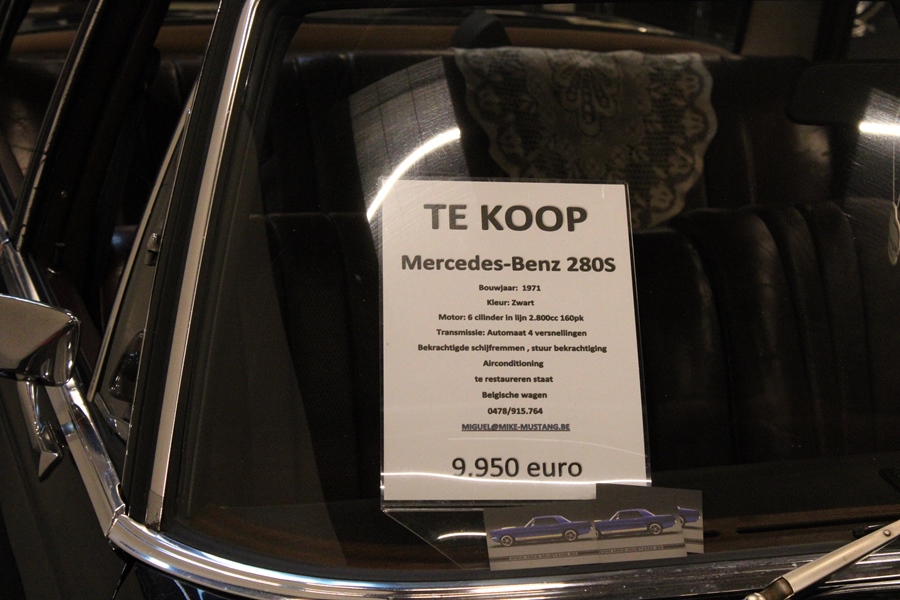 TE KOOP
Mercedes-Benz 280S
Bouwjaar: 1971
Kleur: Zwart
Motor: 6 cilinder in lijn 2.800cc 160pk
Transmissie: Automaat 4 versnellingen
Bekrachtigde schijfremmen , stuur bekrachtiging
Airconditioning
te restaureren staat
Belgische wagen
0478/915.764
MIGUEL@MIKE-MUSTANG.BE
9.950 euro